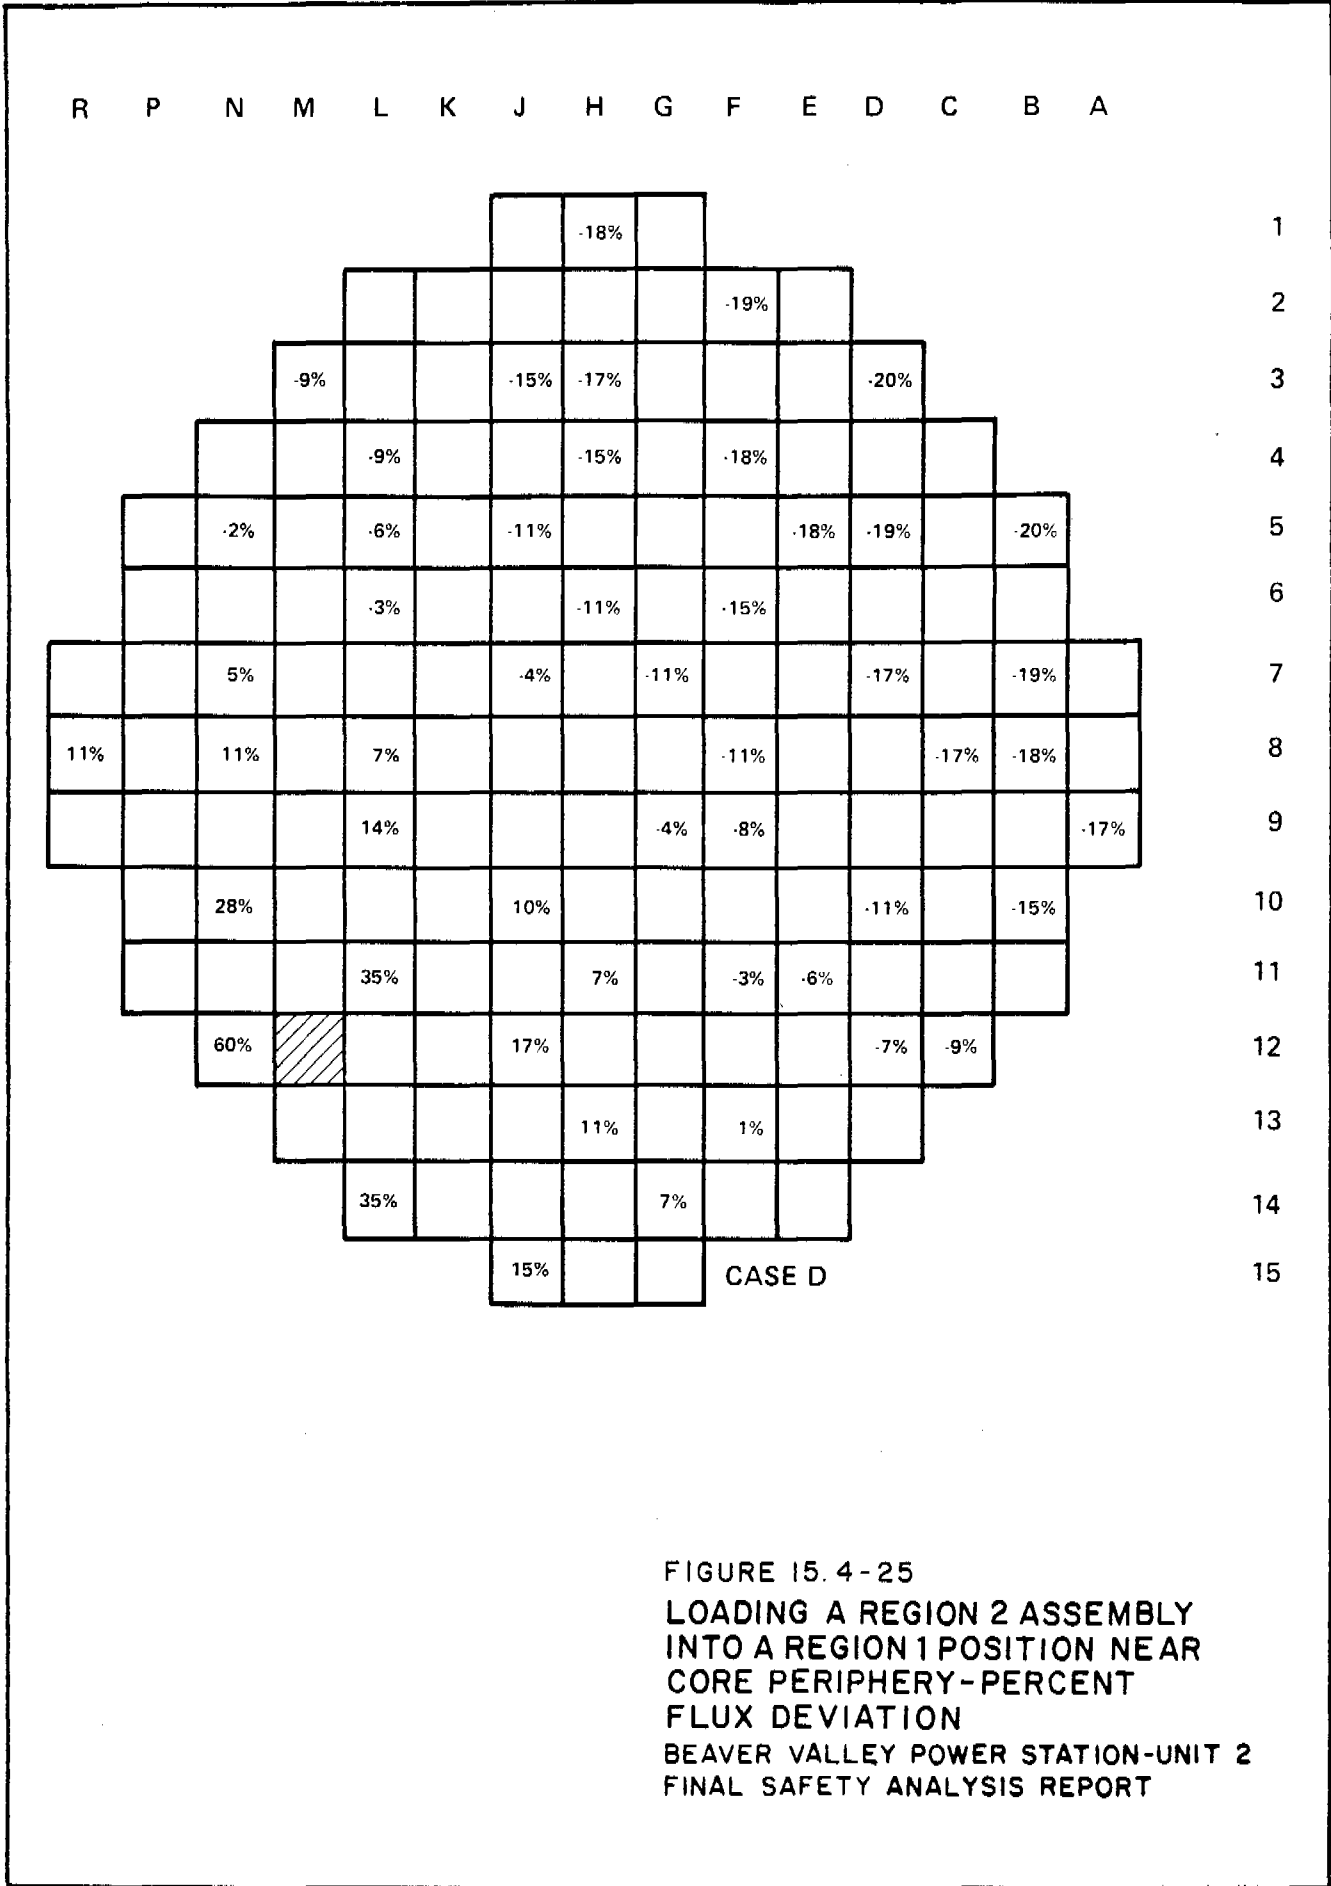 R P N M L K J H G F E D C B A
-18% 1
-19% 2
-9% -15% -17% -20% 3
-9% -15% -18% 4
-2% -6% -11% -18% -19% -20% 5
-3% -11% -15% 6
5% -4% -11% -17% -19% 7
11% 11% 7% -11% -17% -18% 8
14% -4% -8% -17% 9
28% 10% -11% -15% 10
35% 7% -3% -6% 11
60% 17% -7% -9% 12
11% 1% 13
35% 7% 14
15% CASE D 15
FIGURE 15.4-25
LOADING A REGION 2 ASSEMBLY
INTO A REGION 1 POSITION NEAR
CORE PERIPHERY-PERCENT
FLUX DEVIATION
BEAVER VALLEY POWER STATION-UNIT 2
FINAL SAFETY ANALYSIS REPORT